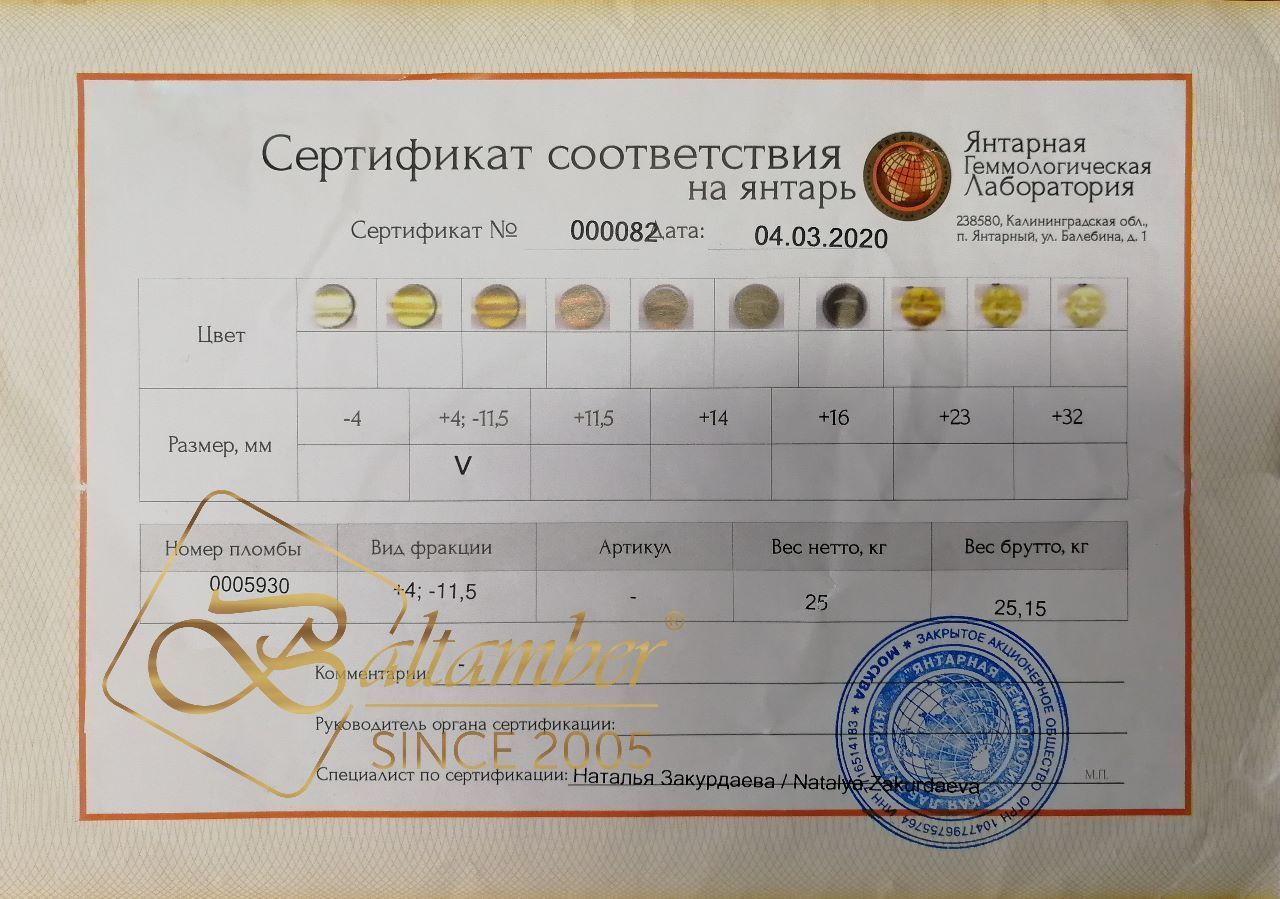 Сертификат соответствия
на янтарь
Янтарная
Геммологическая
Лаборатория
238580, Калининградская обл.,
п. Янтарный, ул. Балебина, д. 1
Сертификат № 000082 Дата: 04.03.2020
Цвет
Размер, мм -4 +4; -11,5 +11,5 +14 +16 +23 +32
V
Номер пломбы Вид фракции Артикул Вес нетто, кг Вес брутто, кг
0005930 +4; -11,5 - 25 25,15
Baltamber®
SINCE 2005
Комментарии: -
Руководитель органа сертификации:
Специалист по сертификации: Наталья Закурдаева / Natalya Zakurdaeva
М.П.
ЗАКРЫТОЕ АКЦИОНЕРНОЕ ОБЩЕСТВО ОГРН 1047796755764 ИНН * МОСКВА *
"ЯНТАРНАЯ ГЕММОЛОГИЧЕСКАЯ ЛАБОРАТОРИЯ"